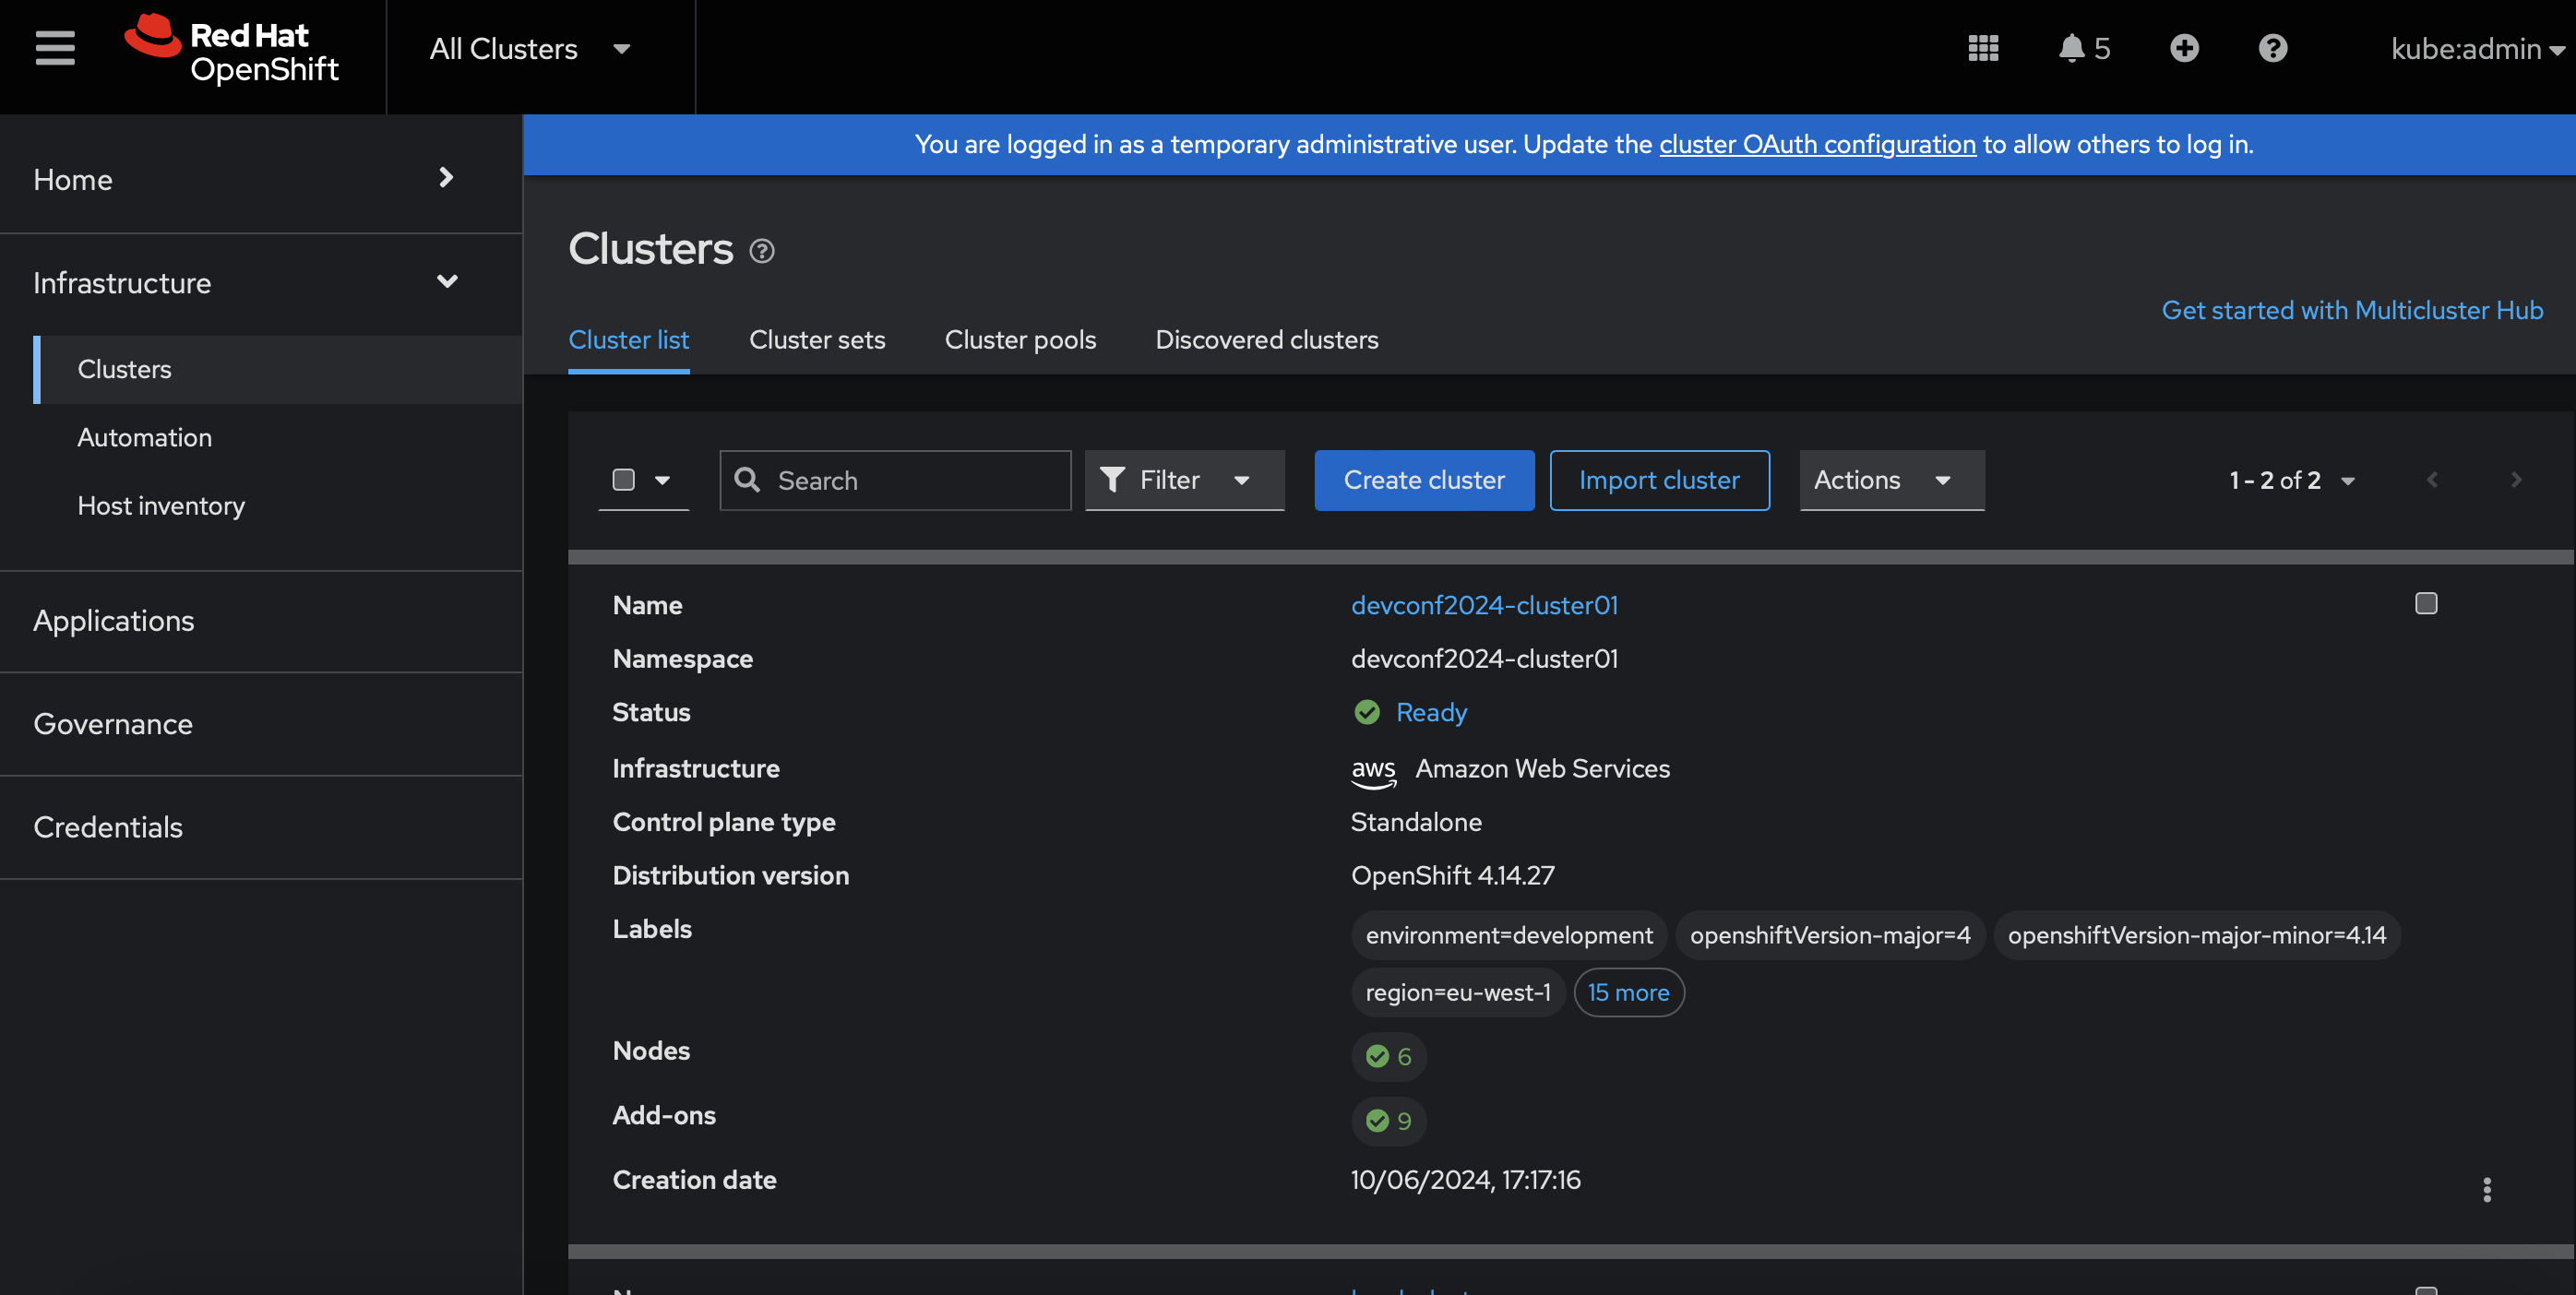 Red Hat
OpenShift
All Clusters
5
kube:admin
Home
Infrastructure
Clusters
Automation
Host inventory
Applications
Governance
Credentials
You are logged in as a temporary administrative user. Update the cluster OAuth configuration to allow others to log in.
Clusters
Get started with Multicluster Hub
Cluster list Cluster sets Cluster pools Discovered clusters
Search Filter Create cluster Import cluster Actions 1 - 2 of 2
Name devconf2024-cluster01
Namespace devconf2024-cluster01
Status Ready
Infrastructure aws Amazon Web Services
Control plane type Standalone
Distribution version OpenShift 4.14.27
Labels environment=development openshiftVersion-major=4 openshiftVersion-major-minor=4.14
region=eu-west-1 15 more
Nodes 6
Add-ons 9
Creation date 10/06/2024, 17:17:16